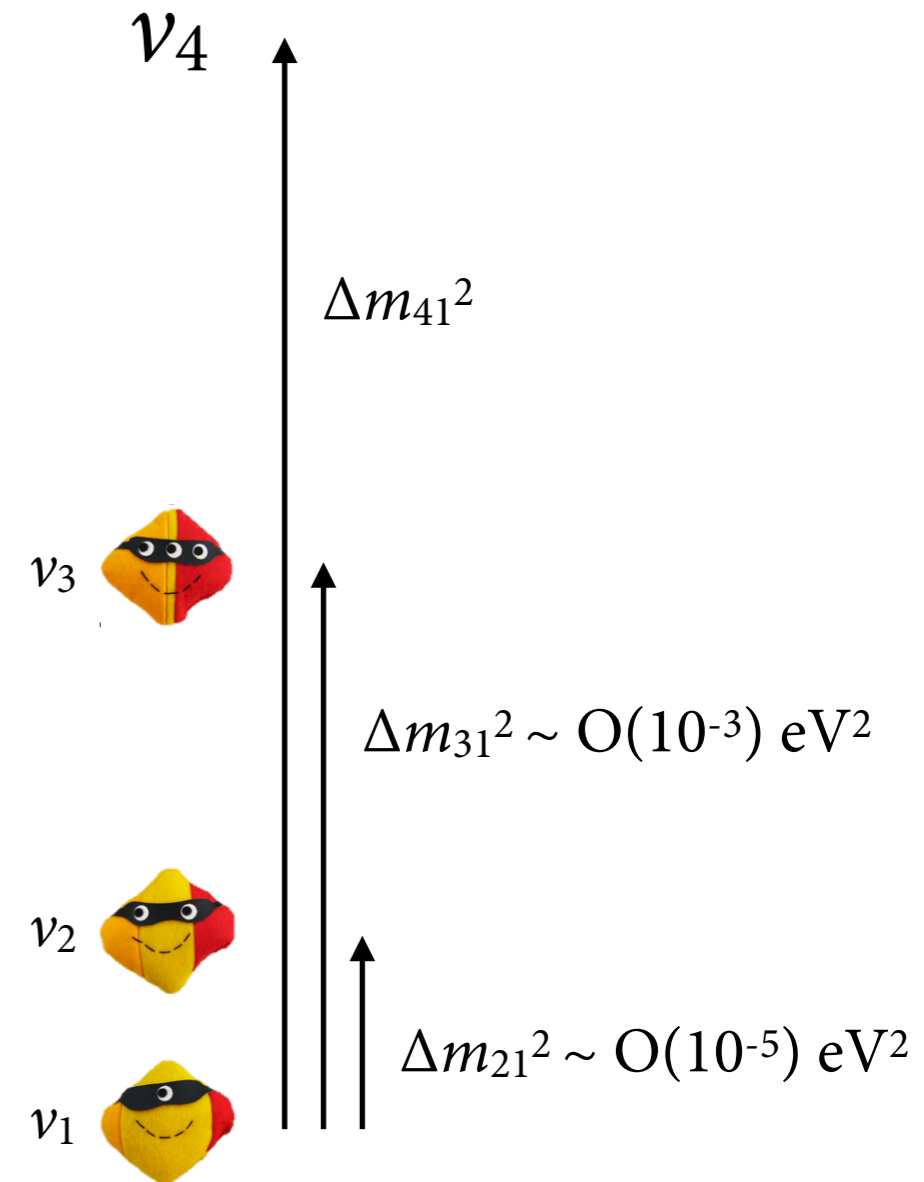 ν₄
Δm₄₁²
ν₃
Δm₃₁² ~ O(10⁻³) eV²
ν₂
Δm₂₁² ~ O(10⁻⁵) eV²
ν₁